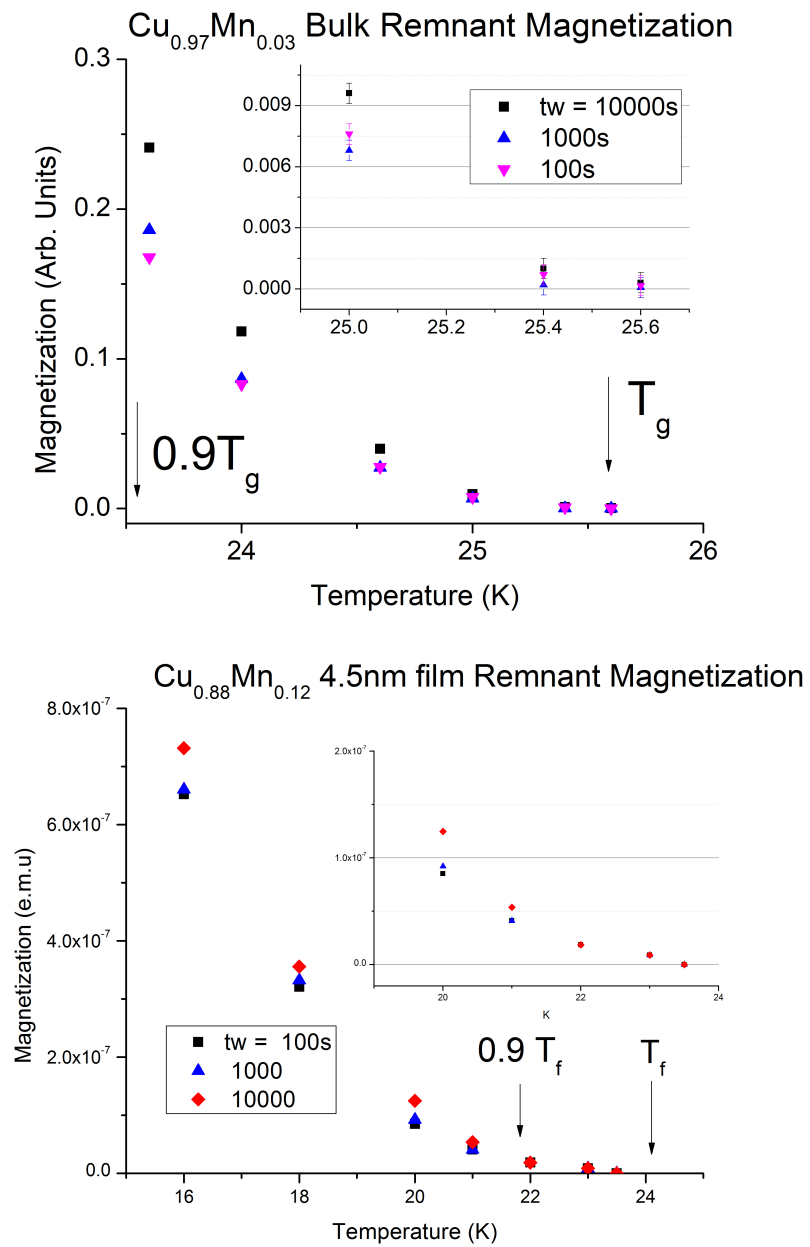 Cu0.97Mn0.03 Bulk Remnant Magnetization
0.3
0.2
0.1
0.0
Magnetization (Arb. Units)
0.009
0.006
0.003
0.000
25.0 25.2 25.4 25.6
tw = 10000s
1000s
100s
0.9Tg
Tg
24 25 26
Temperature (K)
Cu0.88Mn0.12 4.5nm film Remnant Magnetization
8.0x10-7
6.0x10-7
4.0x10-7
2.0x10-7
0.0
Magnetization (e.m.u)
2.0x10-7
1.0x10-7
0.0
20 22 24
K
tw = 100s
1000
10000
0.9 Tf
Tf
16 18 20 22 24
Temperature (K)